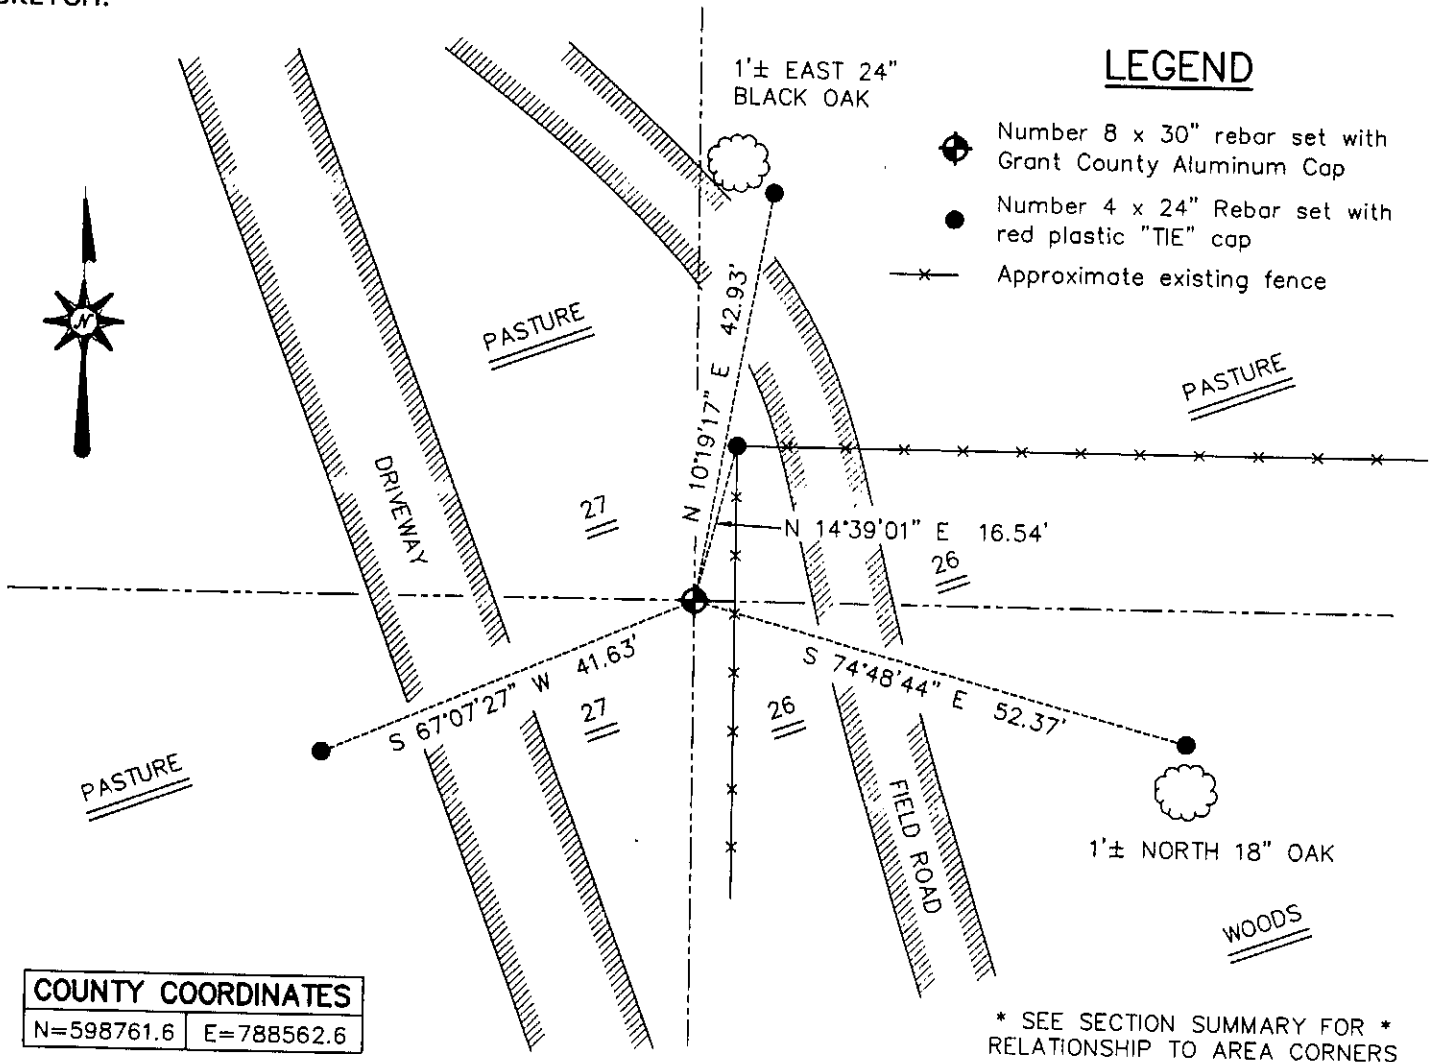 SKETCH:
1'± EAST 24"
BLACK OAK
LEGEND
Number 8 x 30" rebar set with
Grant County Aluminum Cap
Number 4 x 24" Rebar set with
red plastic "TIE" cap
Approximate existing fence
N
PASTURE
PASTURE
N 10°19'17" E 42.93'
DRIVEWAY
27
N 14°39'01" E 16.54'
26
S 67°07'27" W 41.63'
S 74°48'44" E 52.37'
27
26
PASTURE
FIELD ROAD
1'± NORTH 18" OAK
WOODS
COUNTY COORDINATES
N=598761.6 E=788562.6
* SEE SECTION SUMMARY FOR *
RELATIONSHIP TO AREA CORNERS